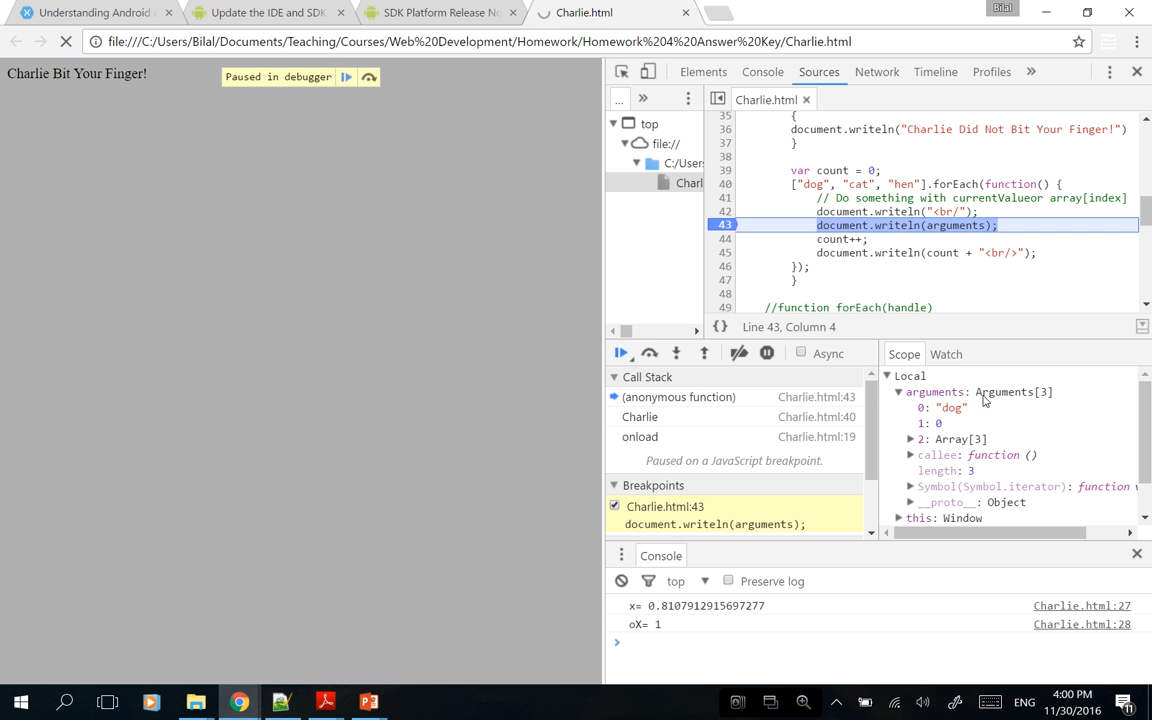 Understanding Android A
Update the IDE and SDK
SDK Platform Release No
Charlie.html
Bilal
file:///C:/Users/Bilal/Documents/Teaching/Courses/Web%20Development/Homework/Homework%204%20Answer%20Key/Charlie.html
Charlie Bit Your Finger!
Paused in debugger
Elements Console Sources Network Timeline Profiles »
... »
Charlie.html
top
file://
C:/Users
Charl
35 {
36 document.writeln("Charlie Did Not Bit Your Finger!")
37 }
38
39 var count = 0;
40 ["dog", "cat", "hen"].forEach(function() {
41 // Do something with currentValueor array[index]
42 document.writeln("<br/");
43 document.writeln(arguments);
44 count++;
45 document.writeln(count + "<br/>");
46 });
47 }
48
49 //function forEach(handle)
{} Line 43, Column 4
Async
Call Stack
(anonymous function) Charlie.html:43
Charlie Charlie.html:40
onload Charlie.html:19
Paused on a JavaScript breakpoint.
Breakpoints
Charlie.html:43
document.writeln(arguments);
Scope Watch
Local
arguments: Arguments[3]
0: "dog"
1: 0
2: Array[3]
callee: function ()
length: 3
Symbol(Symbol.iterator): function
__proto__: Object
this: Window
Console
top
Preserve log
x= 0.8107912915697277 Charlie.html:27
oX= 1 Charlie.html:28
ENG
4:00 PM
11/30/2016
11